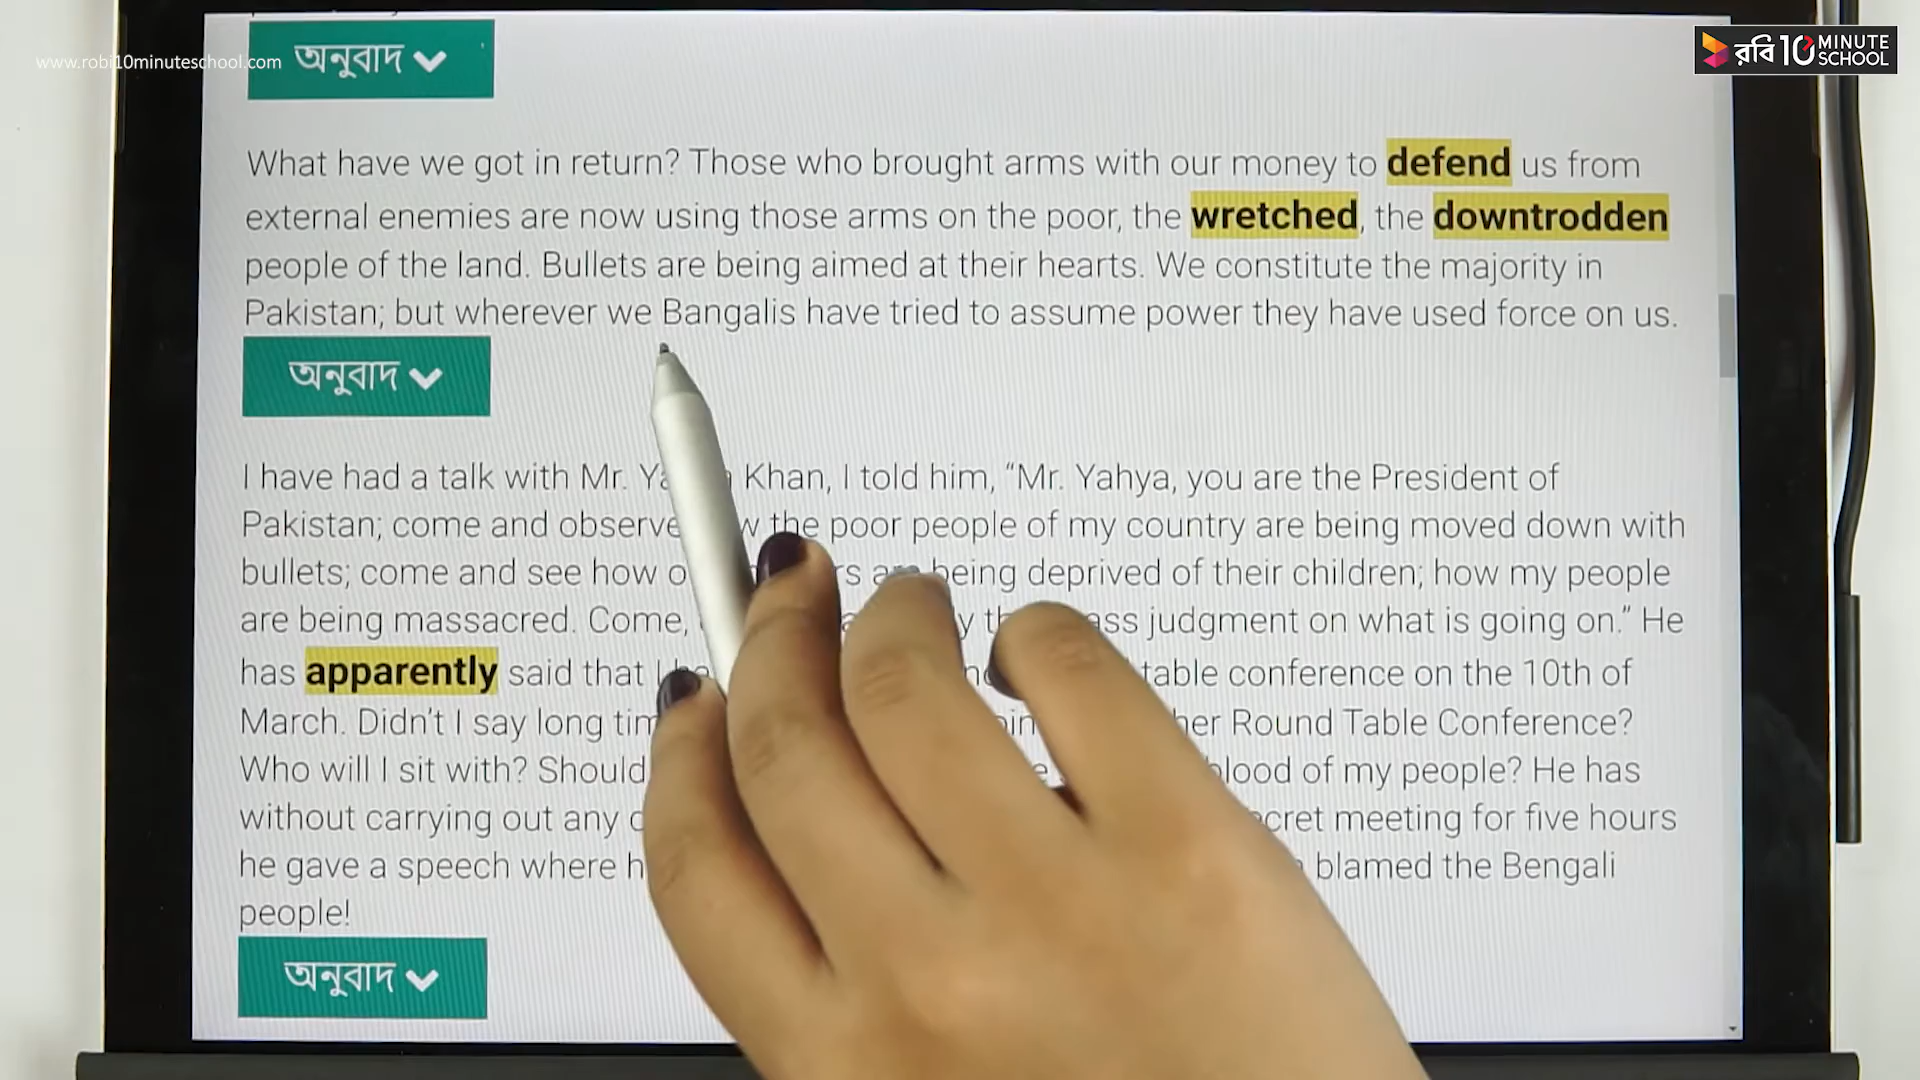 www.robi10minuteschool.com
অনুবাদ
রবি 10 MINUTE SCHOOL
What have we got in return? Those who brought arms with our money to defend us from
external enemies are now using those arms on the poor, the wretched, the downtrodden
people of the land. Bullets are being aimed at their hearts. We constitute the majority in
Pakistan; but wherever we Bangalis have tried to assume power they have used force on us.
অনুবাদ
I have had a talk with Mr. Khan, I told him, “Mr. Yahya, you are the President of
Pakistan; come and observe the poor people of my country are being moved down with
bullets; come and see how being deprived of their children; how my people
are being massacred. Come, judgment on what is going on.” He
has apparently said that I table conference on the 10th of
March. Didn’t I say long Round Table Conference?
Who will I sit with? Should blood of my people? He has
without carrying out any meeting for five hours
he gave a speech where blamed the Bengali
people!
অনুবাদ